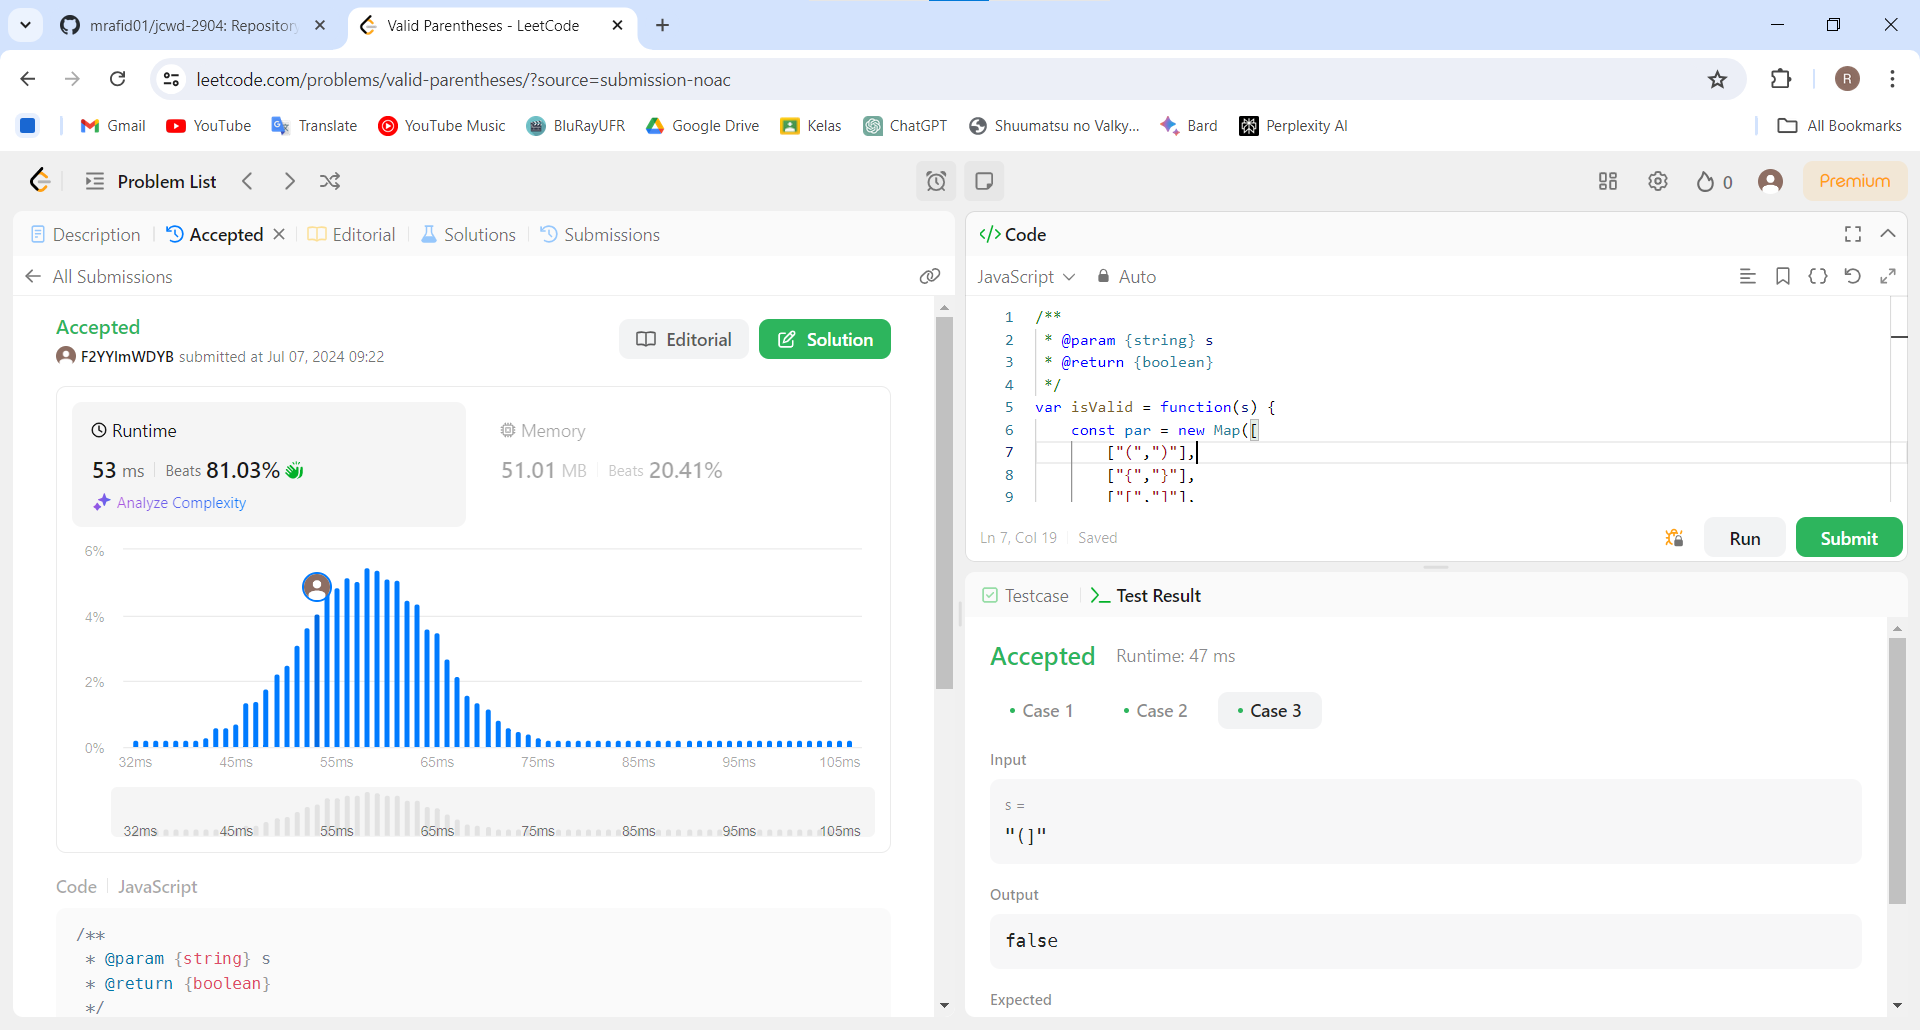 mrafid01/jcwd-2904: Repository
Valid Parentheses - LeetCode
leetcode.com/problems/valid-parentheses/?source=submission-noac
R
Gmail
YouTube
Translate
YouTube Music
BluRayUFR
Google Drive
Kelas
ChatGPT
Shuumatsu no Valky...
Bard
Perplexity AI
All Bookmarks
Problem List
0
Premium
Description
Accepted
Editorial
Solutions
Submissions
All Submissions
Accepted
F2YYImWDYB submitted at Jul 07, 2024 09:22
Editorial
Solution
Runtime
53 ms
Beats 81.03%
Analyze Complexity
Memory
51.01 MB
Beats 20.41%
6%
4%
2%
0%
32ms 45ms 55ms 65ms 75ms 85ms 95ms 105ms
32ms 45ms 55ms 65ms 75ms 85ms 95ms 105ms
Code
JavaScript
/**
* @param {string} s
* @return {boolean}
*/
</> Code
JavaScript
Auto
1 /**
2 * @param {string} s
3 * @return {boolean}
4 */
5 var isValid = function(s) {
6 const par = new Map([
7 ["(",")"],
8 ["{","}"],
9 ["[","]"],
Ln 7, Col 19
Saved
Run
Submit
Testcase
Test Result
Accepted
Runtime: 47 ms
Case 1
Case 2
Case 3
Input
s =
"(]"
Output
false
Expected